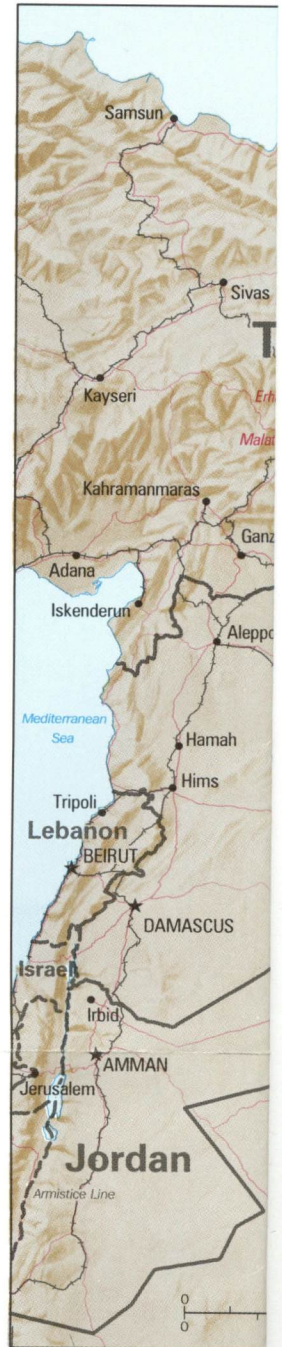 Samsun
Sivas
T
Kayseri
Erh
Malat
Kahramanmaras
Ganz
Adana
Iskenderun
Aleppo
Mediterranean
Sea
Hamah
Hims
Tripoli
Lebanon
BEIRUT
DAMASCUS
Israel
Irbid
AMMAN
Jerusalem
Jordan
Armistice Line
0
0